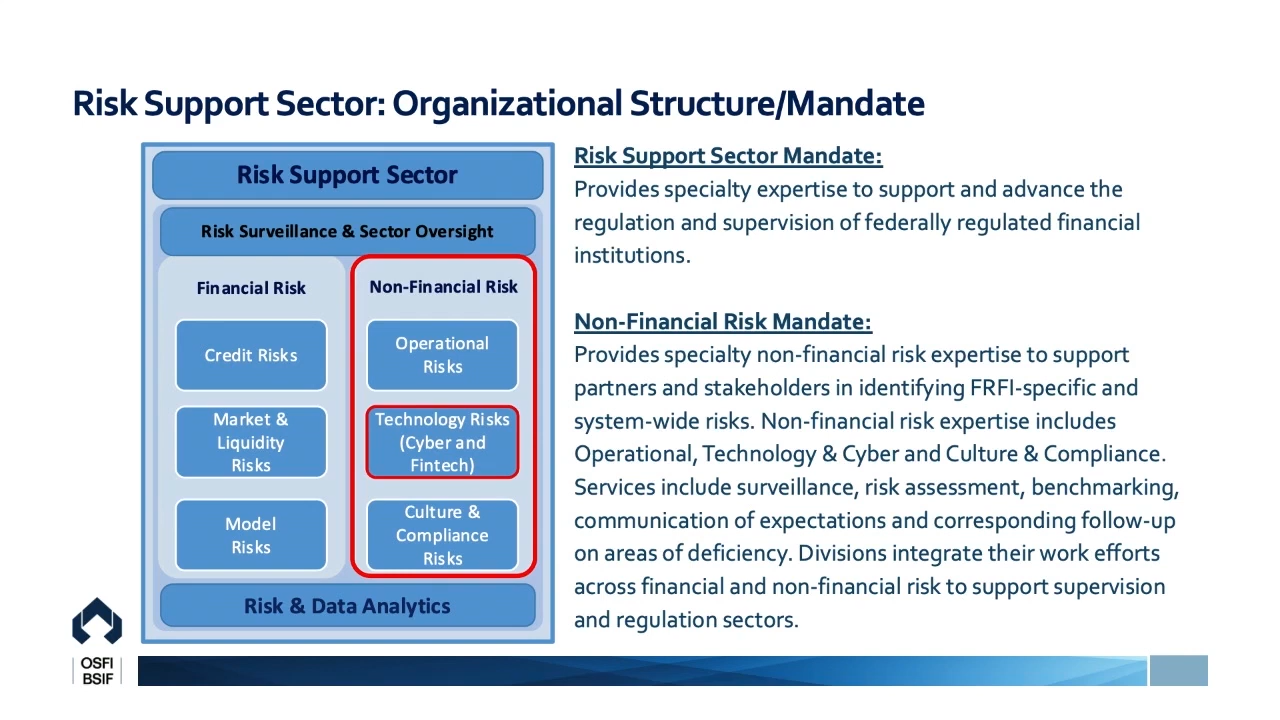 Risk Support Sector: Organizational Structure/Mandate
Risk Support Sector
Risk Surveillance & Sector Oversight
Financial Risk
Credit Risks
Market &
Liquidity
Risks
Model
Risks
Non-Financial Risk
Operational
Risks
Technology Risks
(Cyber and
Fintech)
Culture &
Compliance
Risks
Risk & Data Analytics
Risk Support Sector Mandate:
Provides specialty expertise to support and advance the
regulation and supervision of federally regulated financial
institutions.
Non-Financial Risk Mandate:
Provides specialty non-financial risk expertise to support
partners and stakeholders in identifying FRFI-specific and
system-wide risks. Non-financial risk expertise includes
Operational, Technology & Cyber and Culture & Compliance.
Services include surveillance, risk assessment, benchmarking,
communication of expectations and corresponding follow-up
on areas of deficiency. Divisions integrate their work efforts
across financial and non-financial risk to support supervision
and regulation sectors.
OSFI
BSIF